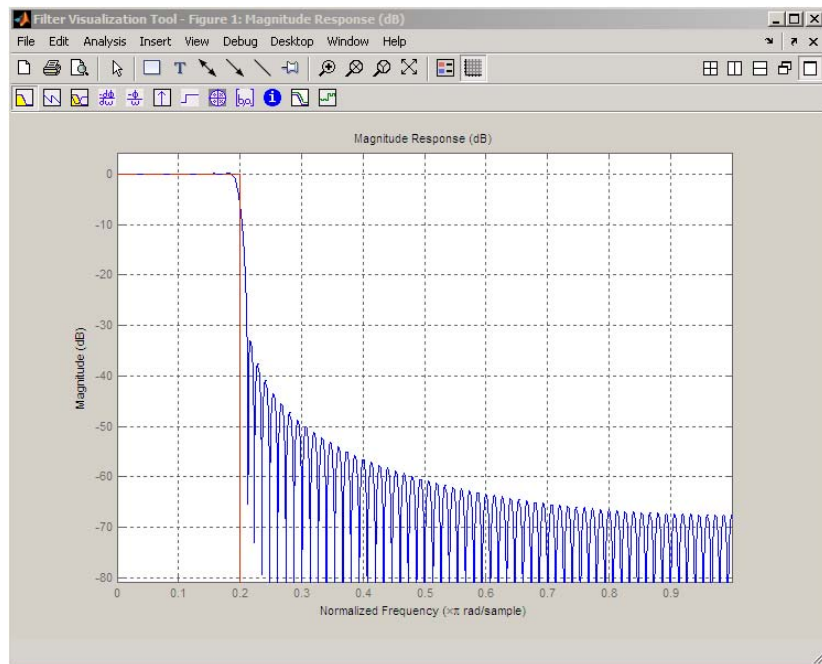 Filter Visualization Tool - Figure 1: Magnitude Response (dB)
File Edit Analysis Insert View Debug Desktop Window Help
Magnitude Response (dB)
0
-10
-20
-30
-40
-50
-60
-70
-80
Magnitude (dB)
0 0.1 0.2 0.3 0.4 0.5 0.6 0.7 0.8 0.9
Normalized Frequency (×π rad/sample)